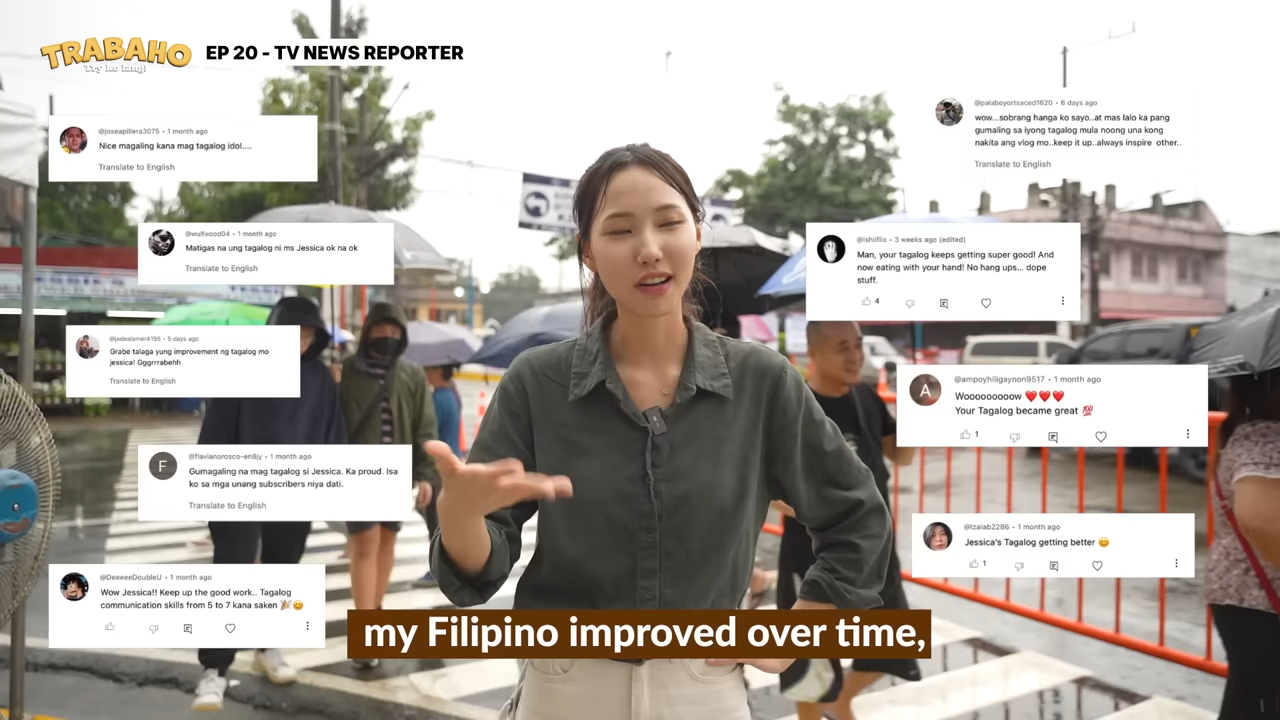 TRABAHO
Try ko lang!
EP 20 - TV NEWS REPORTER
@joseapillera3075 • 1 month ago
Nice magaling kana mag tagalog idol....
Translate to English
@wulfwood04 • 1 month ago
Matigas na ung tagalog ni ms Jessica ok na ok
Translate to English
@jadealamer4195 • 5 days ago
Grabe talaga yung improvement ng tagalog mo
jessica! Gggrrrabehh
Translate to English
@flavianorosco-en8jy • 1 month ago
Gumagaling na mag tagalog si Jessica. Ka proud. Isa
ko sa mga unang subscribers niya dati.
Translate to English
@DeeeeeDoubleU • 1 month ago
Wow Jessica!! Keep up the good work.. Tagalog
communication skills from 5 to 7 kana saken 🎉😊
@palaboyortsaced1620 • 6 days ago
wow...sobrang hanga ko sayo..at mas lalo ka pang
gumaling sa iyong tagalog mula noong una kong
nakita ang vlog mo..keep it up..always inspire other..
Translate to English
@ishliflix • 3 weeks ago (edited)
Man, your tagalog keeps getting super good! And
now eating with your hand! No hang ups... dope
stuff.
4
A
@ampoyhiligaynon9517 • 1 month ago
Wooooooooow ❤️❤️❤️
Your Tagalog became great 💯
1
@lzalab2286 • 1 month ago
Jessica's Tagalog getting better 😊
1
F
my Filipino improved over time,